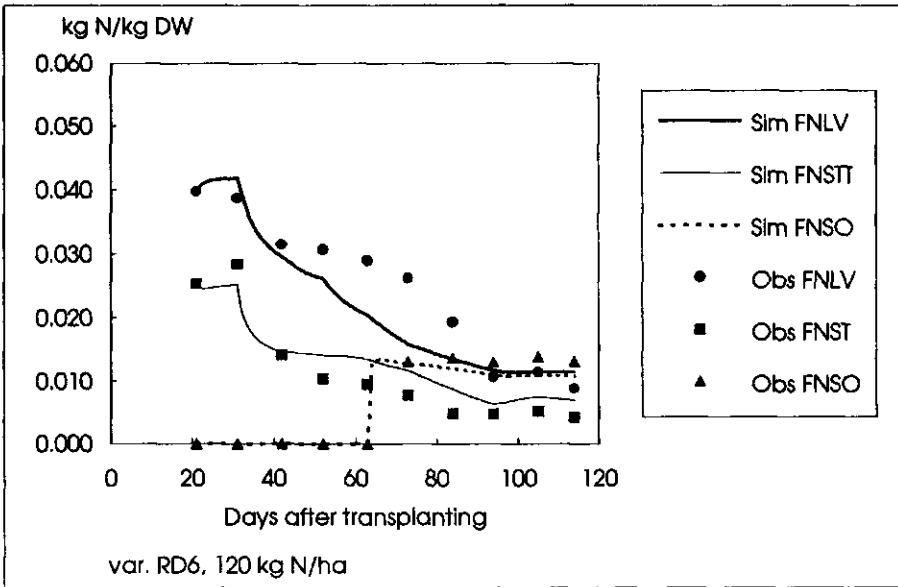 kg N/kg DW
0.060
0.050
0.040
0.030
0.020
0.010
0.000
0 20 40 60 80 100 120
Days after transplanting
var. RD6, 120 kg N/ha
Sim FNLV
Sim FNSTT
Sim FNSO
Obs FNLV
Obs FNST
Obs FNSO